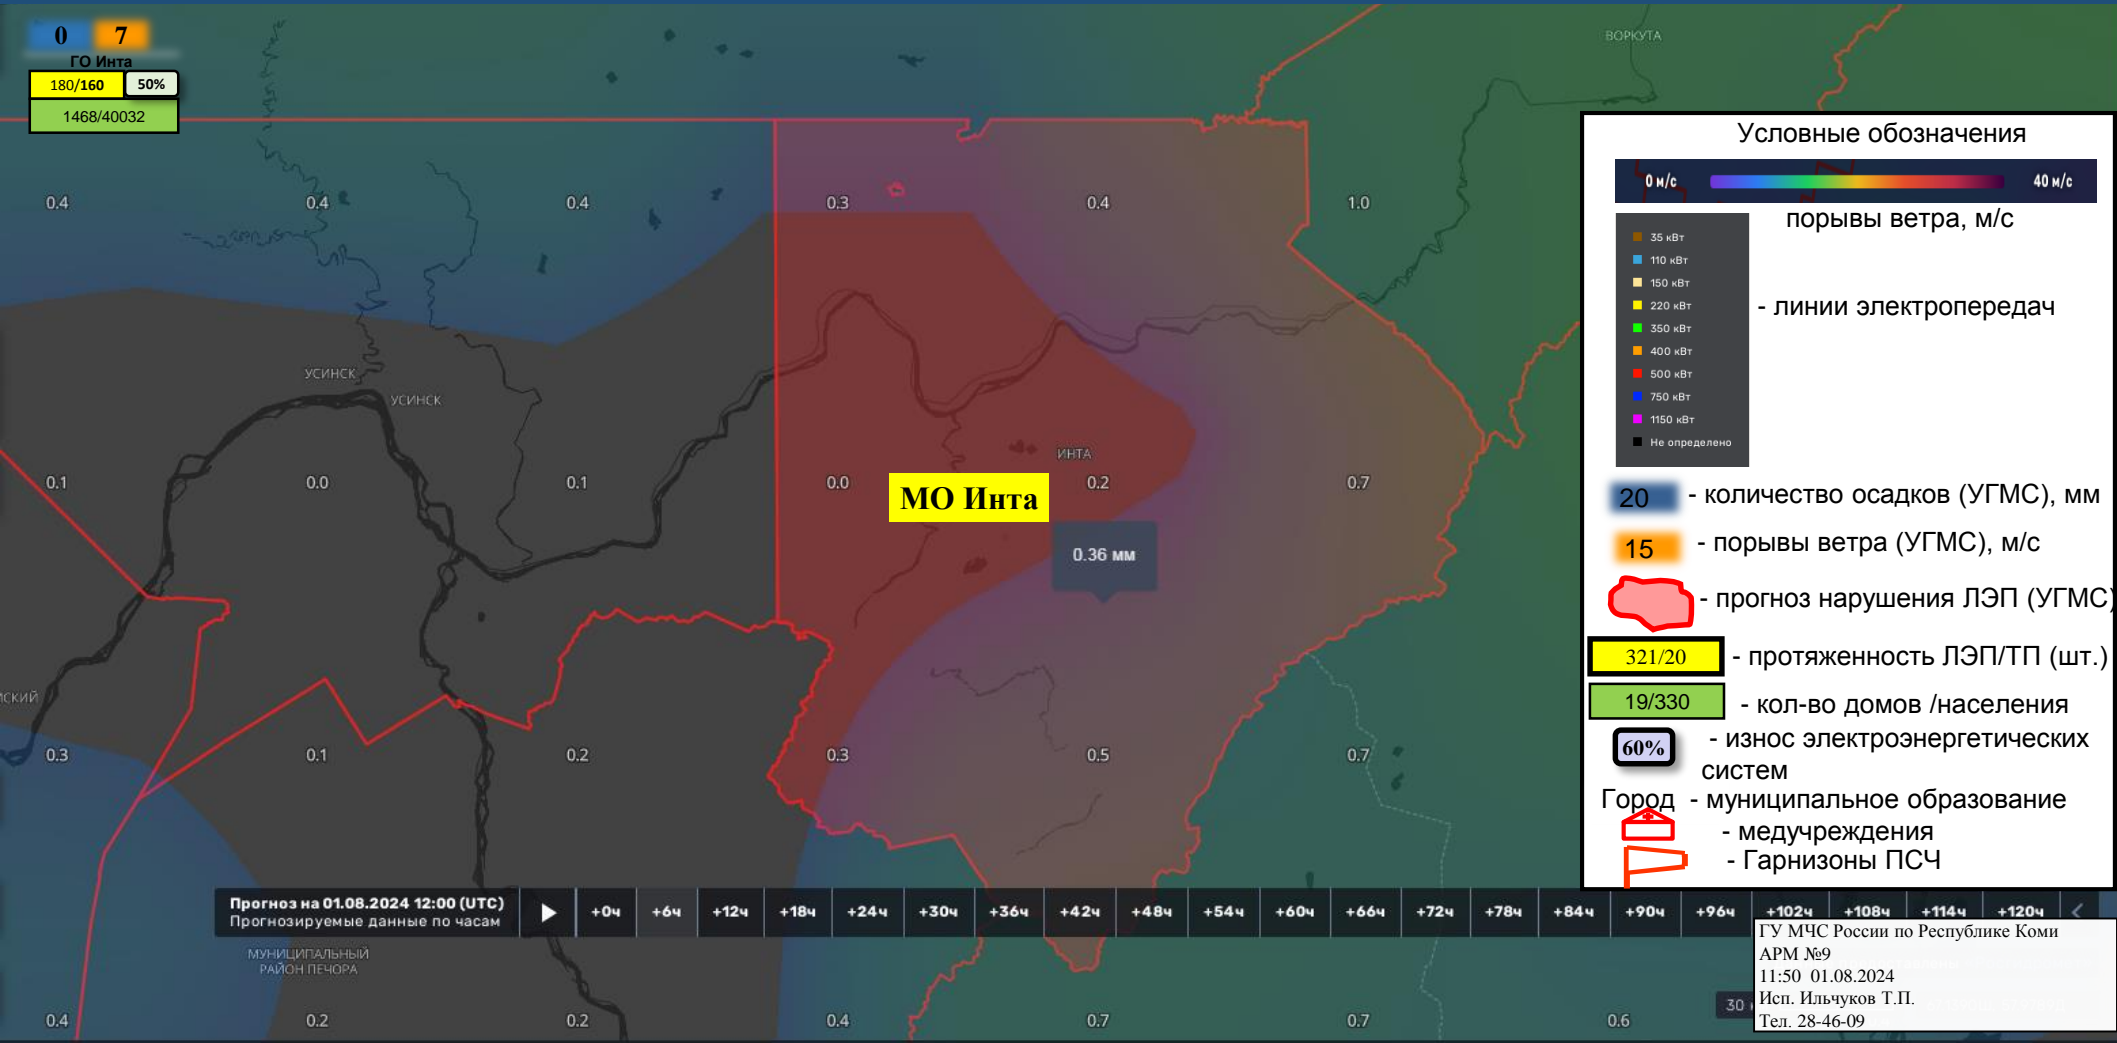 0 7
ГО Инта
180/160 50%
1468/40032
ВОРКУТА
Условные обозначения
0 м/с 40 м/с
порывы ветра, м/с
35 кВт
110 кВт
150 кВт
220 кВт
350 кВт
400 кВт
500 кВт
750 кВт
1150 кВт
Не определено
- линии электропередач
20 - количество осадков (УГМС), мм
15 - порывы ветра (УГМС), м/с
- прогноз нарушения ЛЭП (УГМС)
321/20 - протяженность ЛЭП/ТП (шт.)
19/330 - кол-во домов /населения
60% - износ электроэнергетических
систем
Город - муниципальное образование
- медучреждения
- Гарнизоны ПСЧ
0.4 0.4 0.4 0.3 0.4 1.0
УСИНСК
УСИНСК
ИНТА
0.1 0.0 0.1 0.0 0.2 0.7
МО Инта
0.36 мм
0.3 0.1 0.2 0.3 0.5 0.7
Прогноз на 01.08.2024 12:00 (UTC)
Прогнозируемые данные по часам
+0ч +6ч +12ч +18ч +24ч +30ч +36ч +42ч +48ч +54ч +60ч +66ч +72ч +78ч +84ч +90ч +96ч +102ч +108ч +114ч +120ч
МУНИЦИПАЛЬНЫЙ
РАЙОН ПЕЧОРА
0.4 0.2 0.2 0.4 0.7 0.7 0.6
30
ГУ МЧС России по Республике Коми
АРМ №9
11:50 01.08.2024
Исп. Ильчуков Т.П.
Тел. 28-46-09